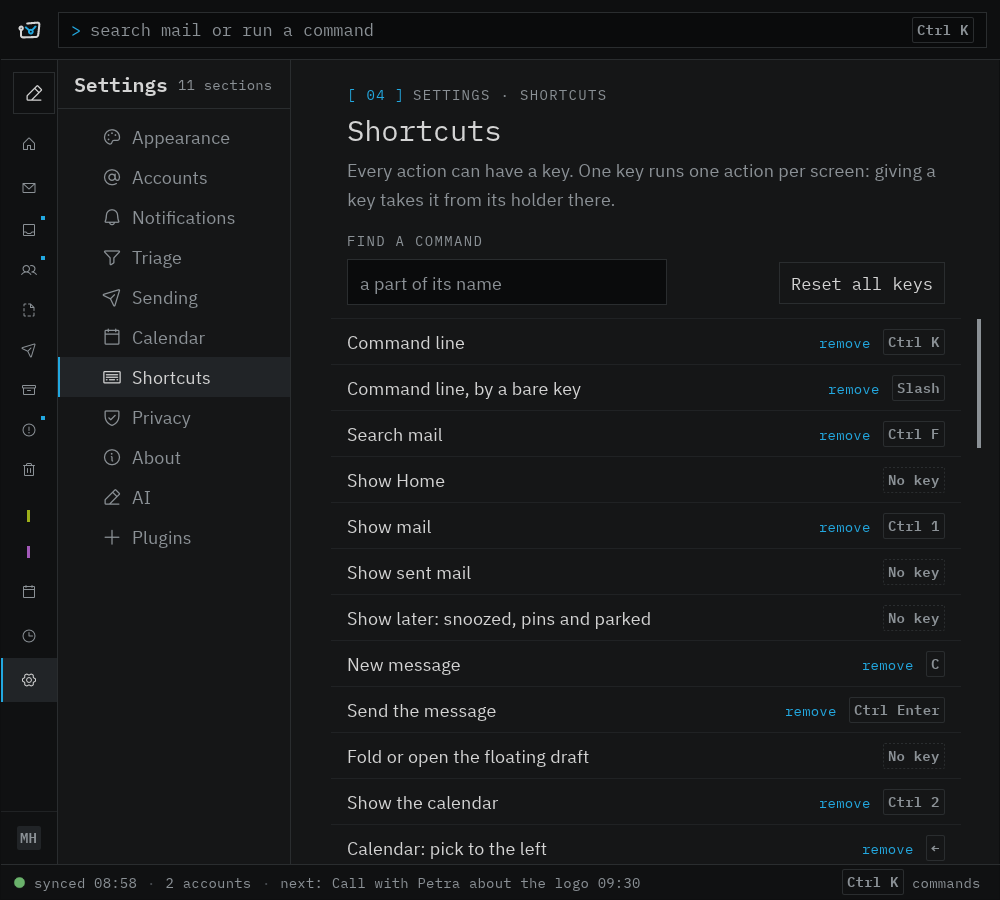 > search mail or run a command Ctrl K
Settings 11 sections
Appearance
Accounts
Notifications
Triage
Sending
Calendar
Shortcuts
Privacy
About
AI
Plugins
MH
[ 04 ] SETTINGS · SHORTCUTS
Shortcuts
Every action can have a key. One key runs one action per screen: giving a
key takes it from its holder there.
FIND A COMMAND
a part of its name
Reset all keys
Command line remove Ctrl K
Command line, by a bare key remove Slash
Search mail remove Ctrl F
Show Home No key
Show mail remove Ctrl 1
Show sent mail No key
Show later: snoozed, pins and parked No key
New message remove C
Send the message remove Ctrl Enter
Fold or open the floating draft No key
Show the calendar remove Ctrl 2
Calendar: pick to the left remove ←
synced 08:58 · 2 accounts · next: Call with Petra about the logo 09:30 Ctrl K commands